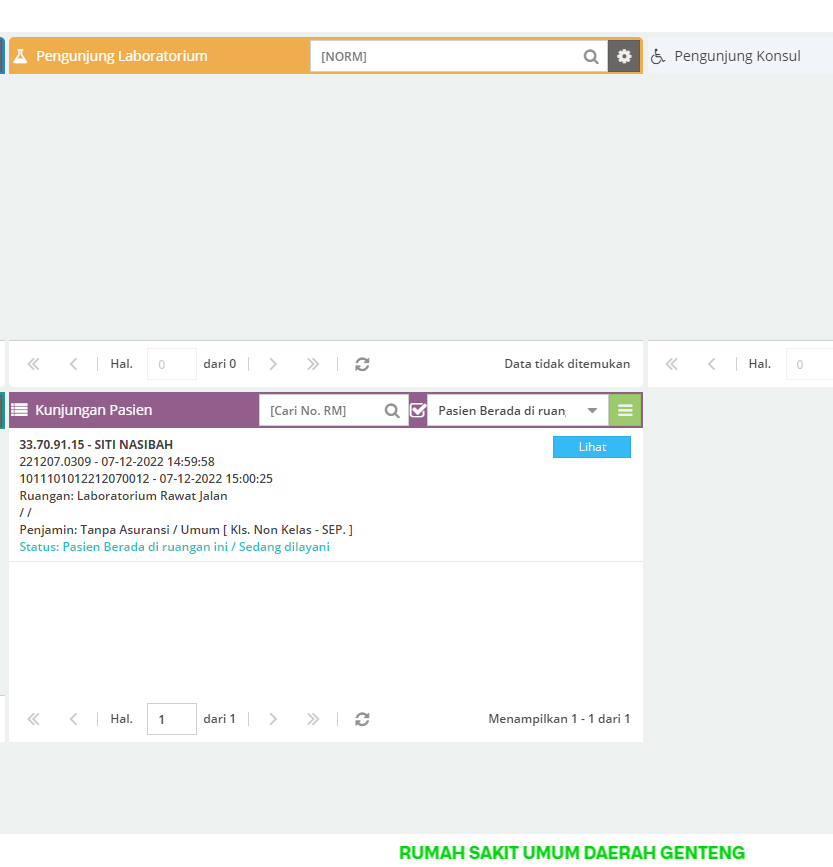 Pengunjung Laboratorium
[NORM]
Pengunjung Konsul
Hal.
0
dari 0
Data tidak ditemukan
Hal.
0
Kunjungan Pasien
[Cari No. RM]
Pasien Berada di ruan
33.70.91.15 - SITI NASIBAH
Lihat
221207.0309 - 07-12-2022 14:59:58
1011101012212070012 - 07-12-2022 15:00:25
Ruangan: Laboratorium Rawat Jalan
/ /
Penjamin: Tanpa Asuransi / Umum [ Kls. Non Kelas - SEP. ]
Status: Pasien Berada di ruangan ini / Sedang dilayani
Hal.
1
dari 1
Menampilkan 1 - 1 dari 1
RUMAH SAKIT UMUM DAERAH GENTENG